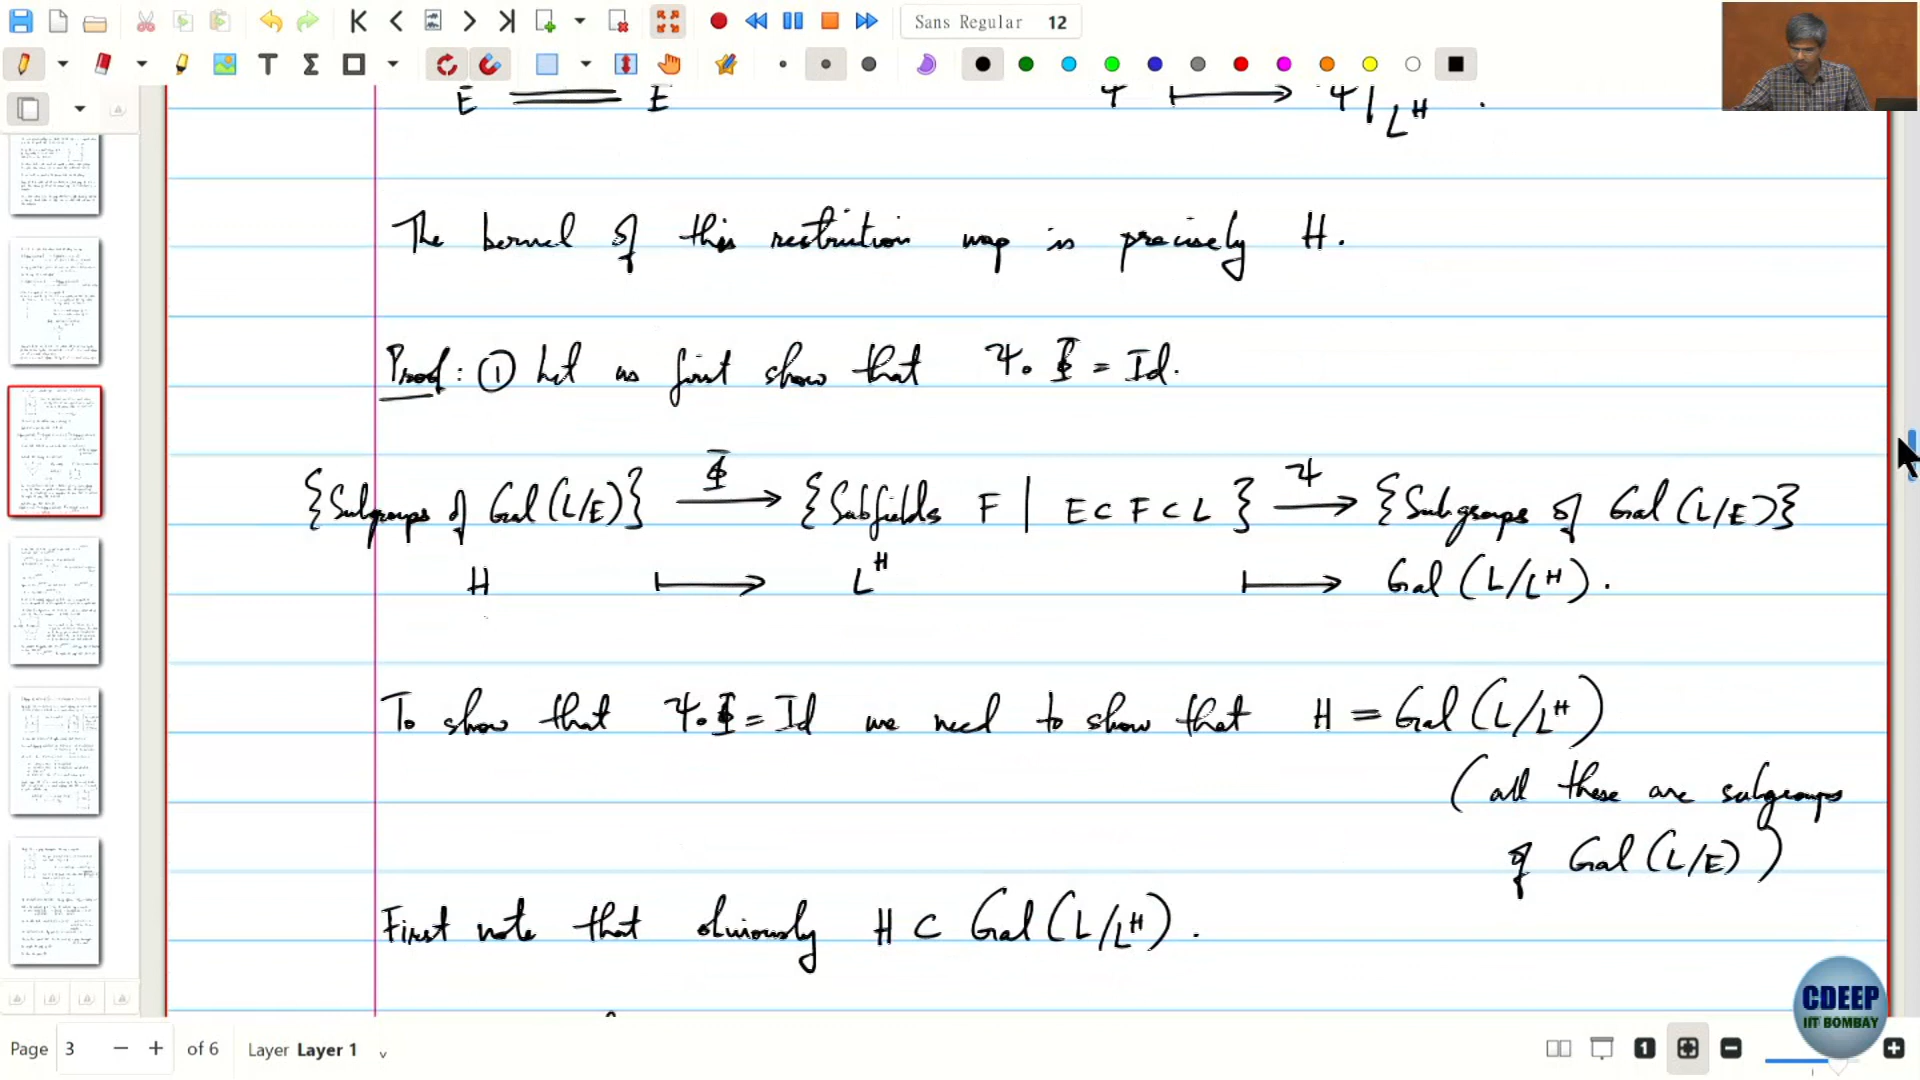 Sans Regular 12
E = E Ψ ⟼ Ψ|_{L^H} .
The kernel of this restriction map is precisely H.
Proof: ① Let us first show that Ψ∘Φ = Id.
{Subgroups of Gal(L/E)} —Φ→ {Subfields F | E ⊂ F ⊂ L} —Ψ→ {Subgroups of Gal(L/E)}
H ⟼ L^H ⟼ Gal(L/L^H).
To show that Ψ∘Φ = Id we need to show that H = Gal(L/L^H)
(all these are subgroups
of Gal(L/E))
First note that obviously H ⊂ Gal(L/L^H).
CDEEP
IIT BOMBAY
Page 3 − + of 6 Layer Layer 1